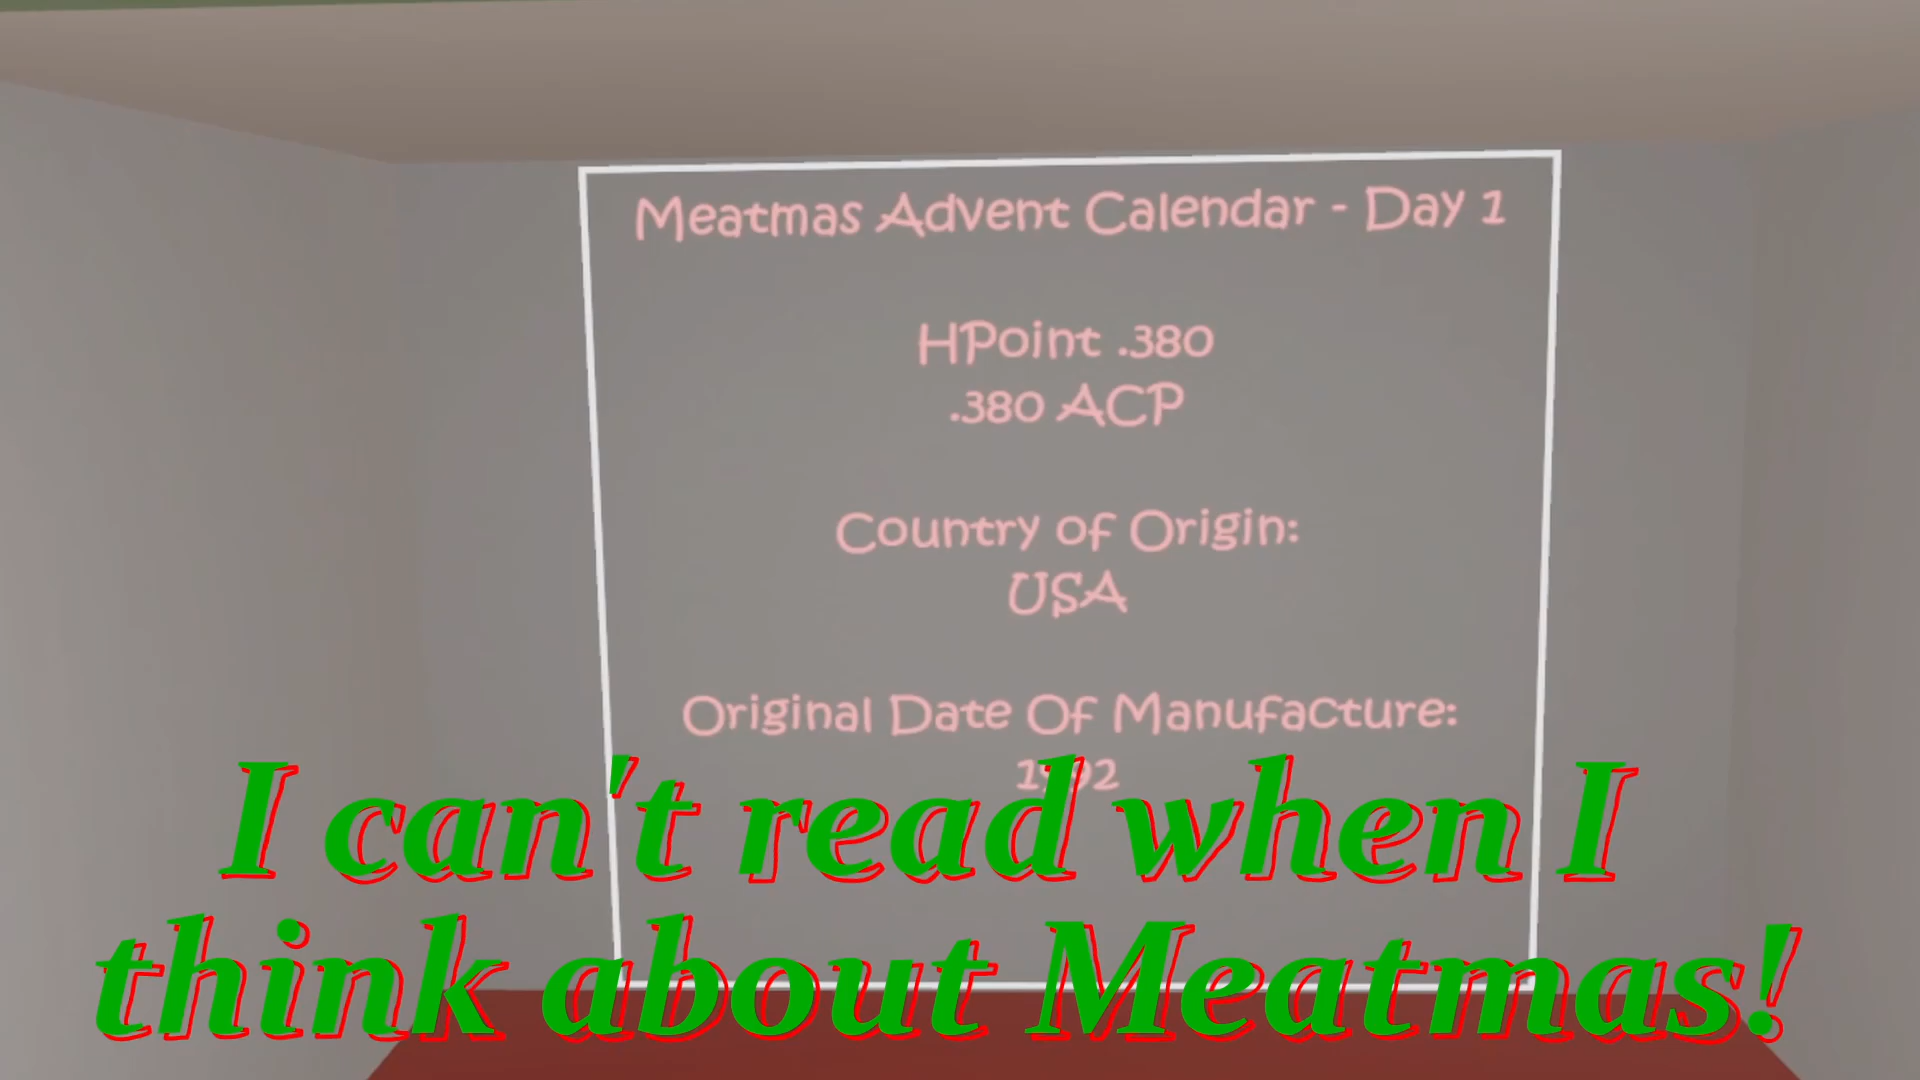 Meatmas Advent Calendar - Day 1
HPoint .380
.380 ACP
Country of Origin:
USA
Original Date Of Manufacture:
1992
I can't read when I
think about Meatmas!